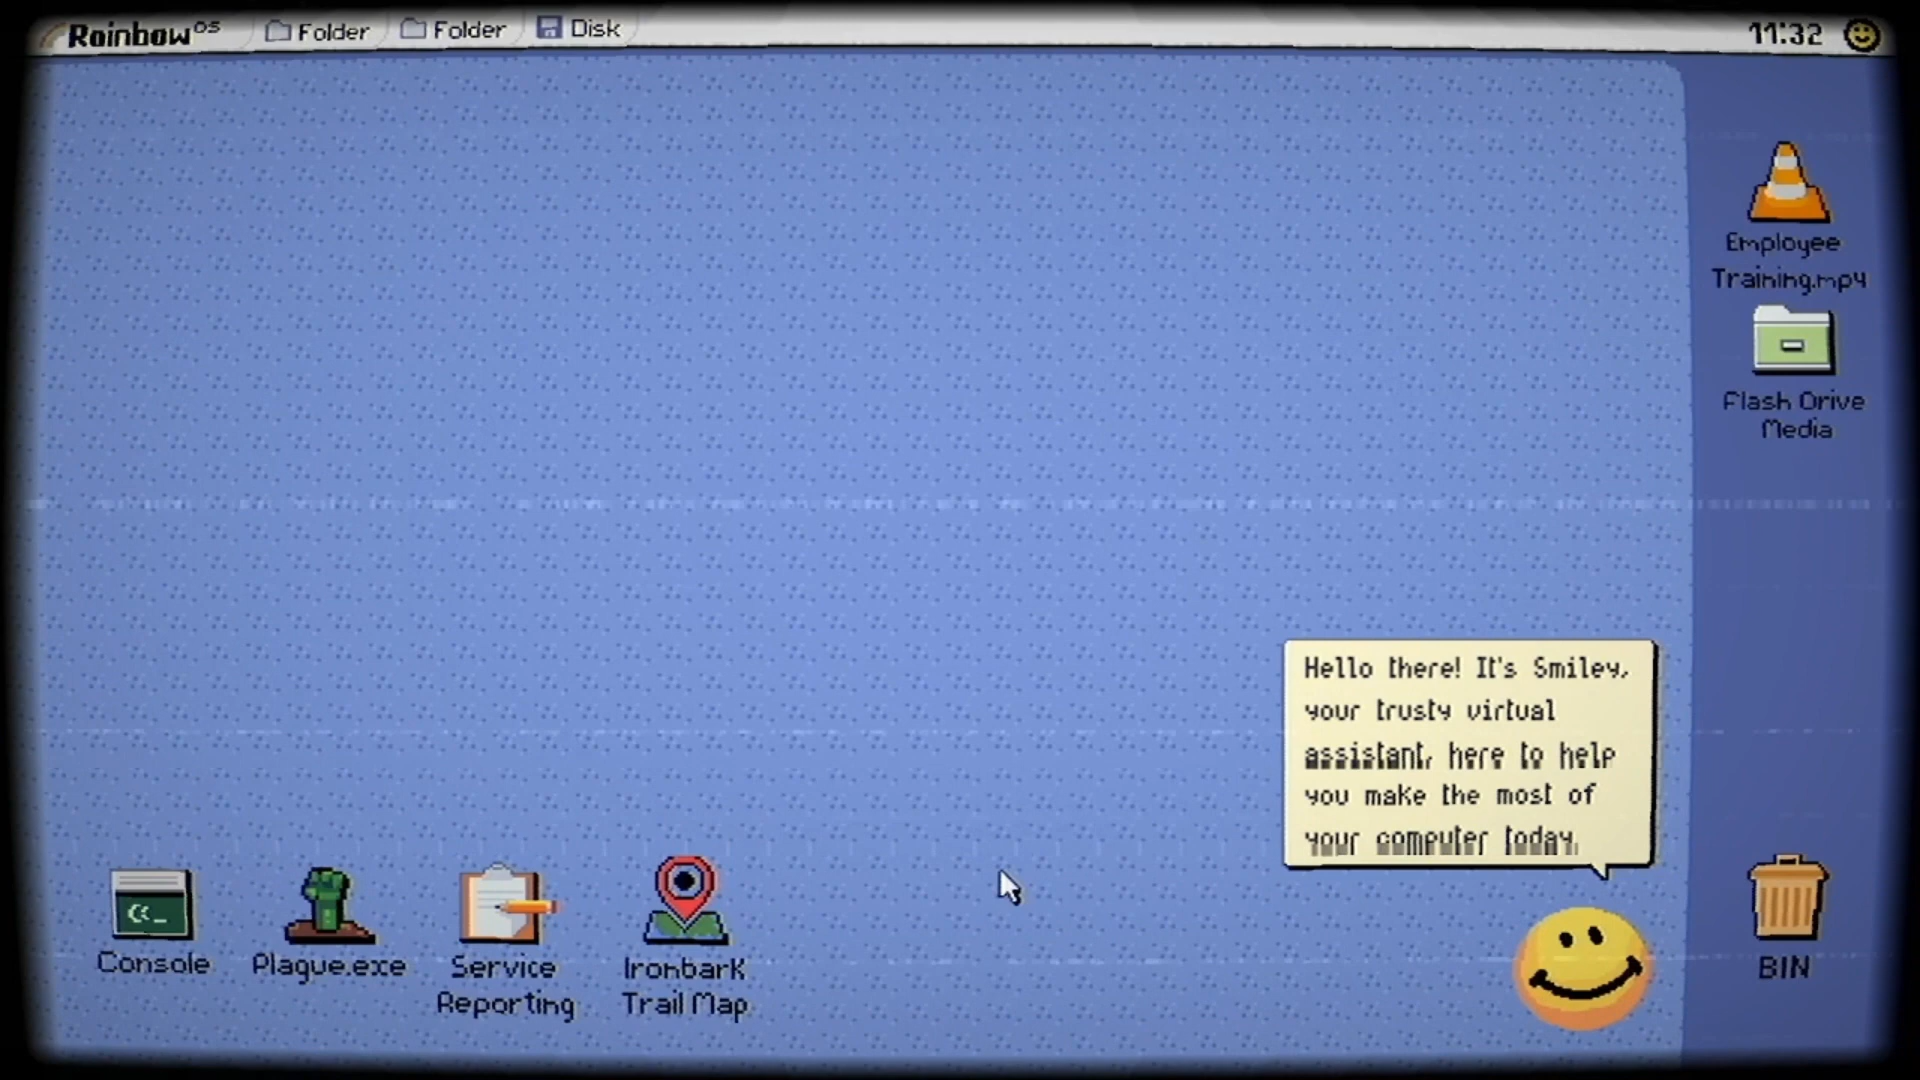 Rainbow OS
Folder
Folder
Disk
11:32
Employee
Training.mp4
Flash Drive
Media
Hello there! It's Smiley,
your trusty virtual
assistant, here to help
you make the most of
your computer today.
Console
Plague.exe
Service
Reporting
Ironbark
Trail Map
BIN